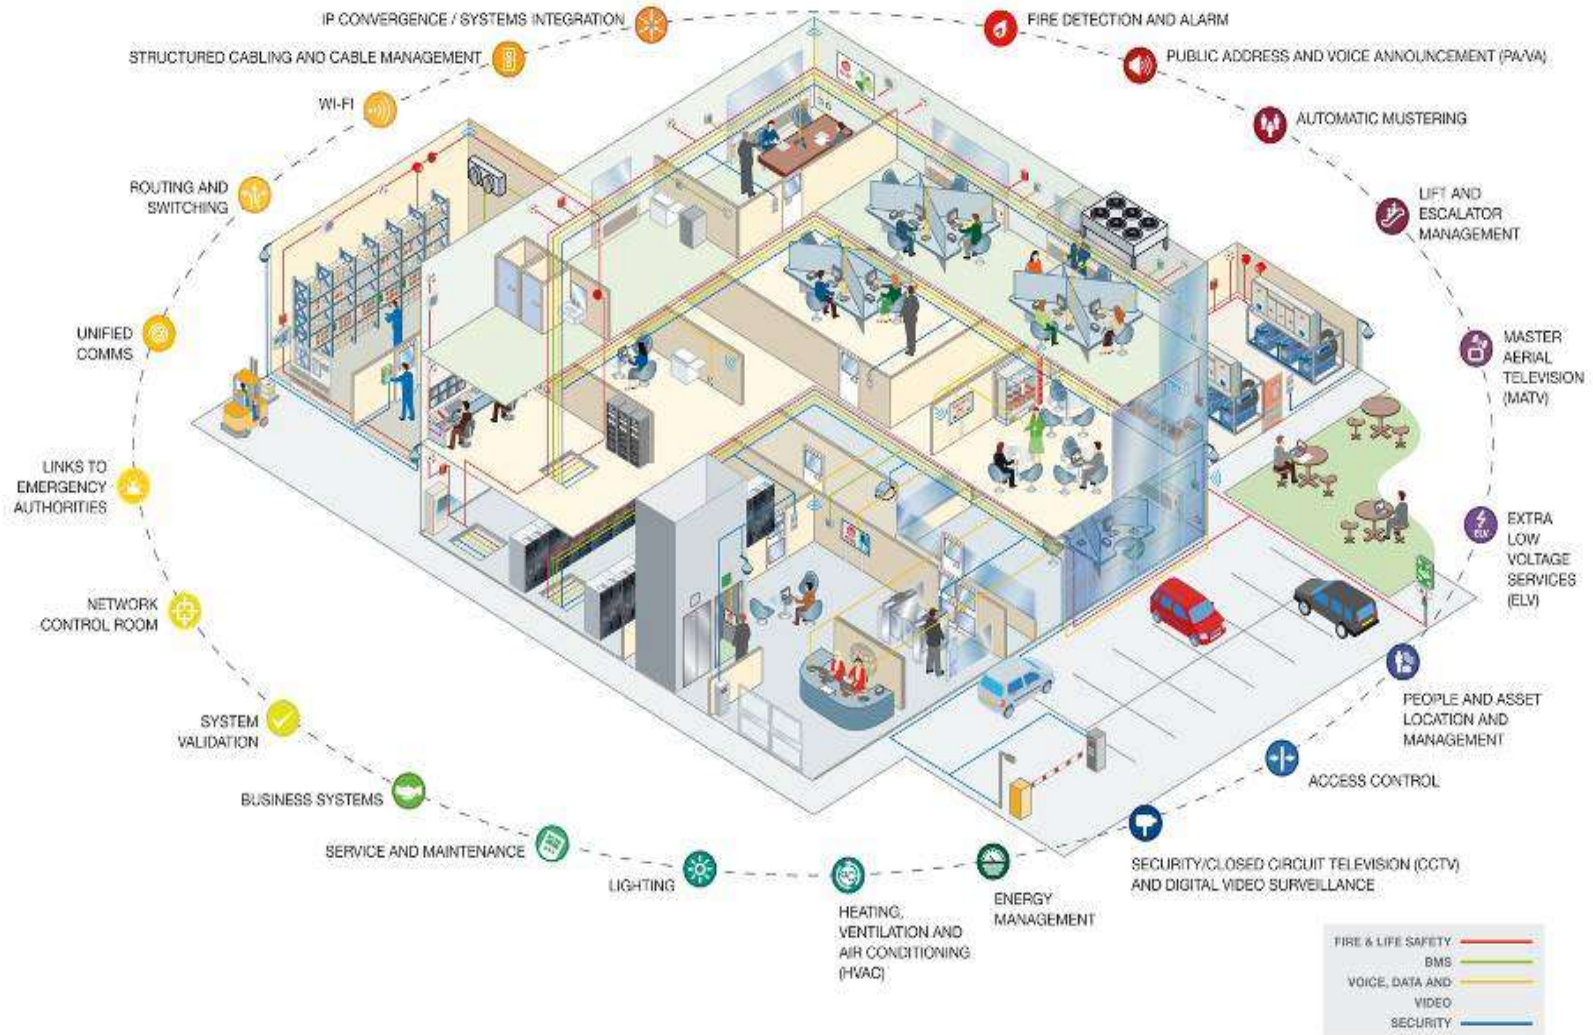 IP CONVERGENCE / SYSTEMS INTEGRATION
FIRE DETECTION AND ALARM
STRUCTURED CABLING AND CABLE MANAGEMENT
PUBLIC ADDRESS AND VOICE ANNOUNCEMENT (PA/VA)
WI-FI
AUTOMATIC MUSTERING
ROUTING AND
SWITCHING
LIFT AND
ESCALATOR
MANAGEMENT
UNIFIED
COMMS
MASTER
AERIAL
TELEVISION
(MATV)
LINKS TO
EMERGENCY
AUTHORITIES
ELV
EXTRA
LOW
VOLTAGE
SERVICES
(ELV)
NETWORK
CONTROL ROOM
PEOPLE AND ASSET
LOCATION AND
MANAGEMENT
SYSTEM
VALIDATION
ACCESS CONTROL
BUSINESS SYSTEMS
SERVICE AND MAINTENANCE
SECURITY/CLOSED CIRCUIT TELEVISION (CCTV)
AND DIGITAL VIDEO SURVEILLANCE
LIGHTING
HEATING,
VENTILATION AND
AIR CONDITIONING
(HVAC)
ENERGY
MANAGEMENT
FIRE & LIFE SAFETY
BMS
VOICE, DATA AND
VIDEO
SECURITY